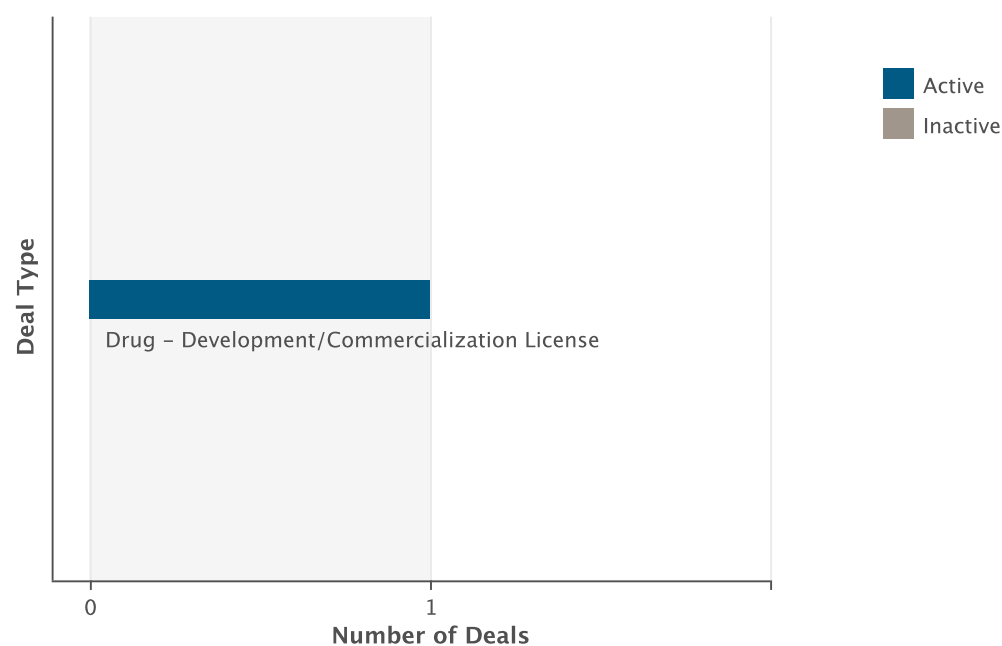 Active
Inactive
Deal Type
Drug – Development/Commercialization License
0
1
Number of Deals